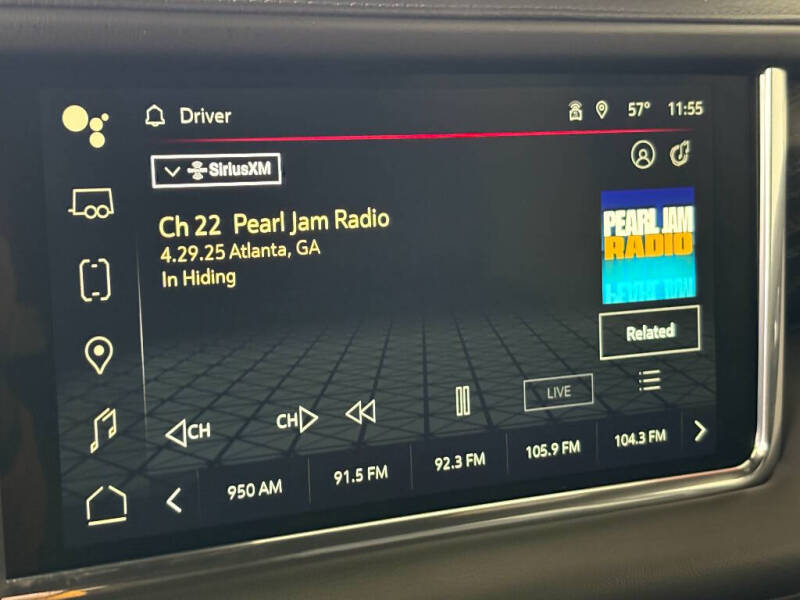 Driver
57° 11:55
SiriusXM
Ch 22 Pearl Jam Radio
4.29.25 Atlanta, GA
In Hiding
PEARL JAM
RADIO
Related
CH
CH
LIVE
950 AM
91.5 FM
92.3 FM
105.9 FM
104.3 FM